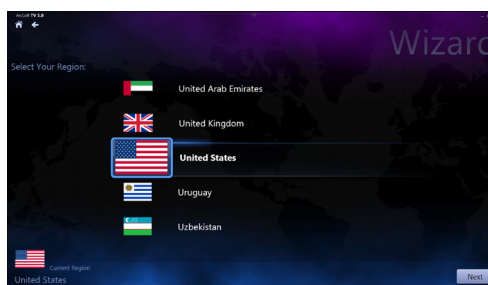 ArcSoft TV 5.0
Wizard
Select Your Region:
United Arab Emirates
United Kingdom
United States
Uruguay
Uzbekistan
Current Region
United States
Next